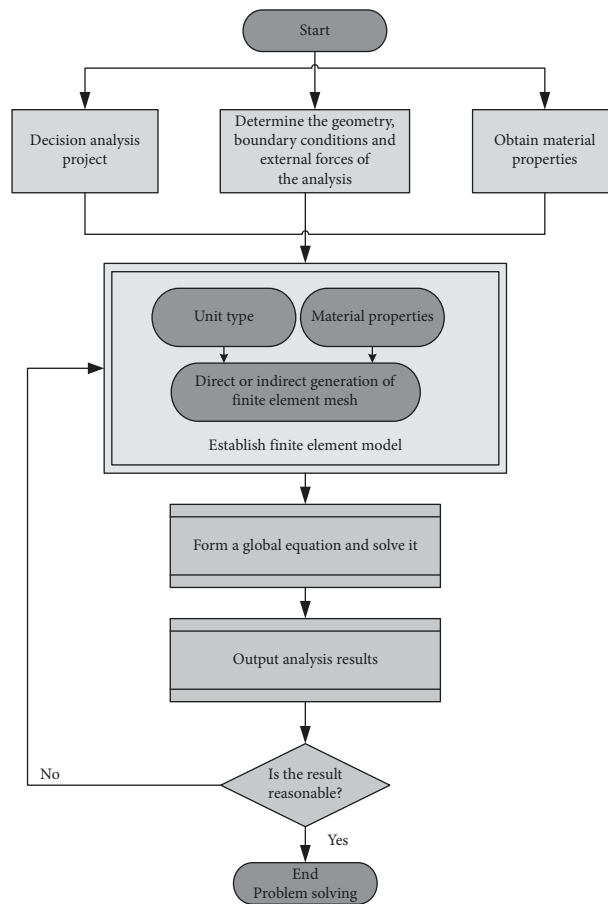 Start
Decision analysis
project
Determine the geometry,
boundary conditions and
external forces of
the analysis
Obtain material
properties
Unit type
Material properties
Direct or indirect generation of
finite element mesh
Establish finite element model
Form a global equation and solve it
Output analysis results
Is the result
reasonable?
No
Yes
End
Problem solving